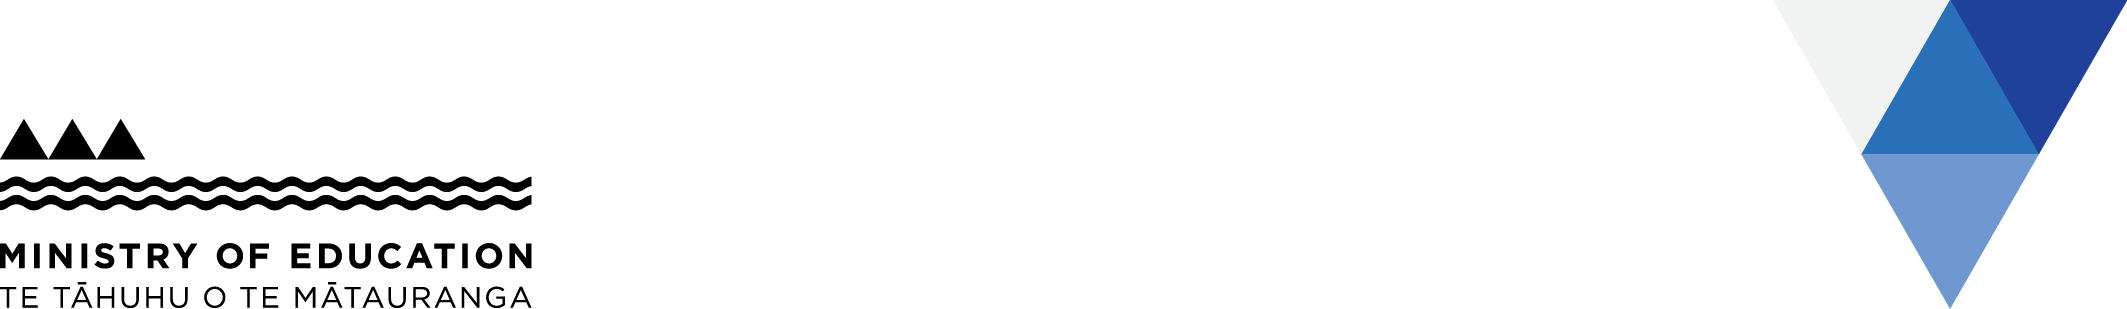 MINISTRY OF EDUCATION
TE TĀHUHU O TE MĀTAURANGA